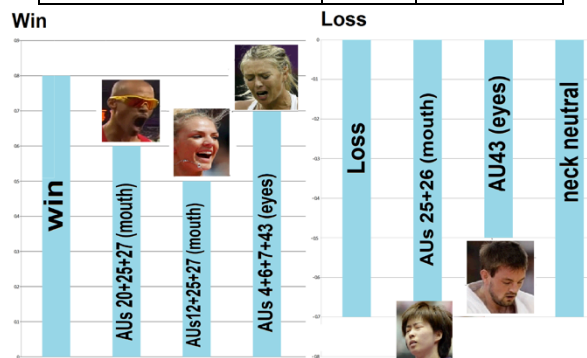 Win
Loss
win
AUs 20+25+27 (mouth)
AUs12+25+27 (mouth)
AUs 4+6+7+43 (eyes)
Loss
AUs 25+26 (mouth)
AU43 (eyes)
neck neutral